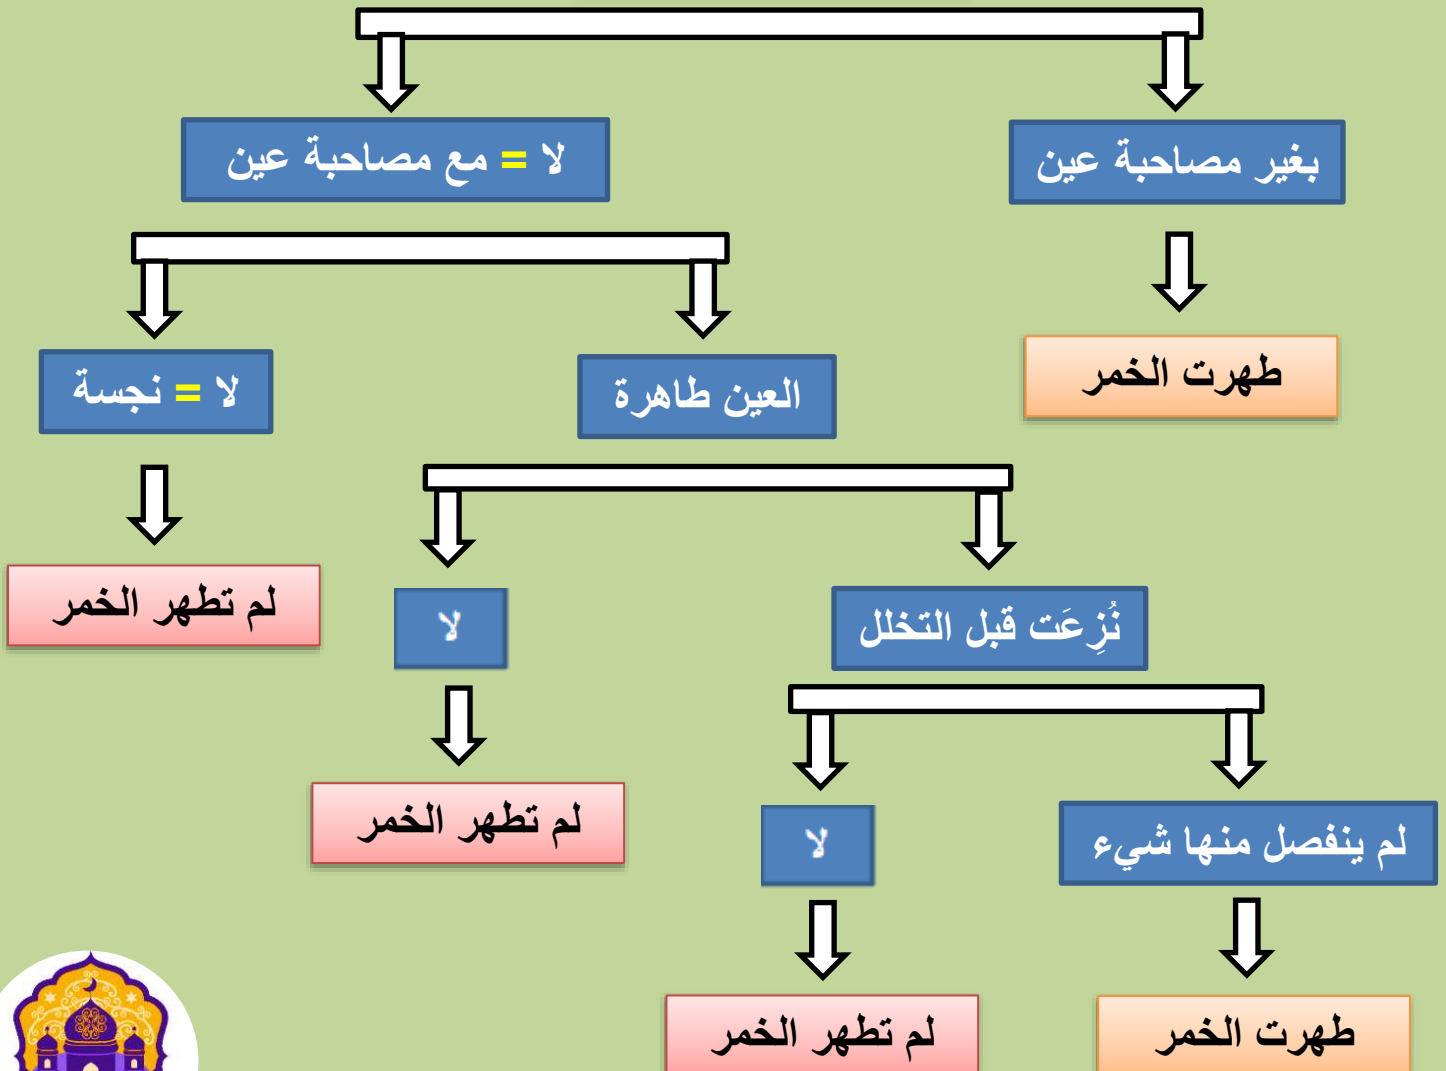 بغير مصاحبة عين
لا = مع مصاحبة عين
طهرت الخمر
العين طاهرة
لا = نجسة
نُزِعَت قبل التخلل
لا
لم تطهر الخمر
لم ينفصل منها شيء
لا
لم تطهر الخمر
طهرت الخمر
لم تطهر الخمر